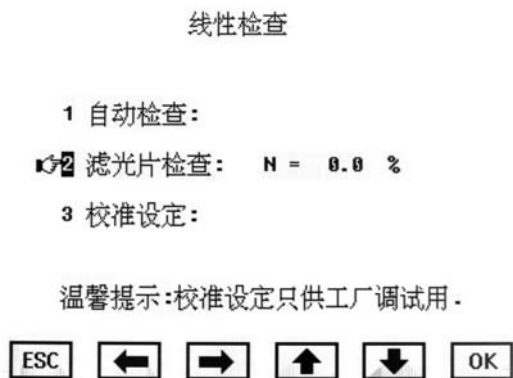 线性检查
1 自动检查:
2 滤光片检查: N = 0.0 %
3 校准设定:
温馨提示:校准设定只供工厂调试用.
ESC ← → ↑ ↓ OK